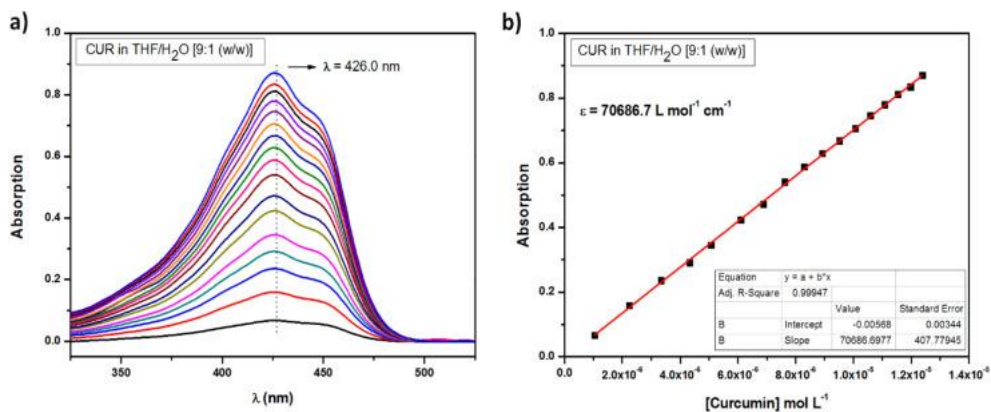 a)
CUR in THF/H₂O [9:1 (w/w)]
λ = 426.0 nm
Absorption
1.0
0.8
0.6
0.4
0.2
0.0
350
400
450
500
λ (nm)
b)
CUR in THF/H₂O [9:1 (w/w)]
ε = 70686.7 L mol⁻¹ cm⁻¹
Absorption
1.0
0.8
0.6
0.4
0.2
0.0
Equation y = a + b*x
Adj. R-Square 0.99947
Value Standard Error
B Intercept -0.00568 0.00344
B Slope 70686.6977 407.77945
0.0
2.0x10⁻⁶
4.0x10⁻⁶
6.0x10⁻⁶
8.0x10⁻⁶
1.0x10⁻⁵
1.2x10⁻⁵
1.4x10⁻⁵
[Curcumin] mol L⁻¹